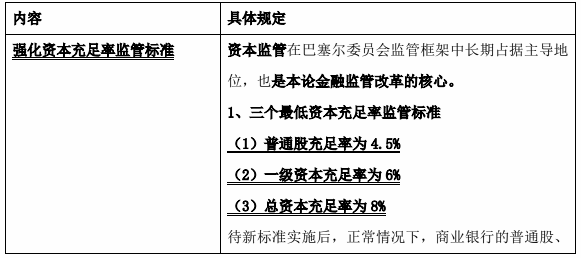 内容
具体规定
强化资本充足率监管标准
资本监管在巴塞尔委员会监管框架中长期占据主导地
位，也是本论金融监管改革的核心。
1、三个最低资本充足率监管标准
（1）普通股充足率为 4.5%
（2）一级资本充足率为 6%
（3）总资本充足率为 8%
待新标准实施后，正常情况下，商业银行的普通股、